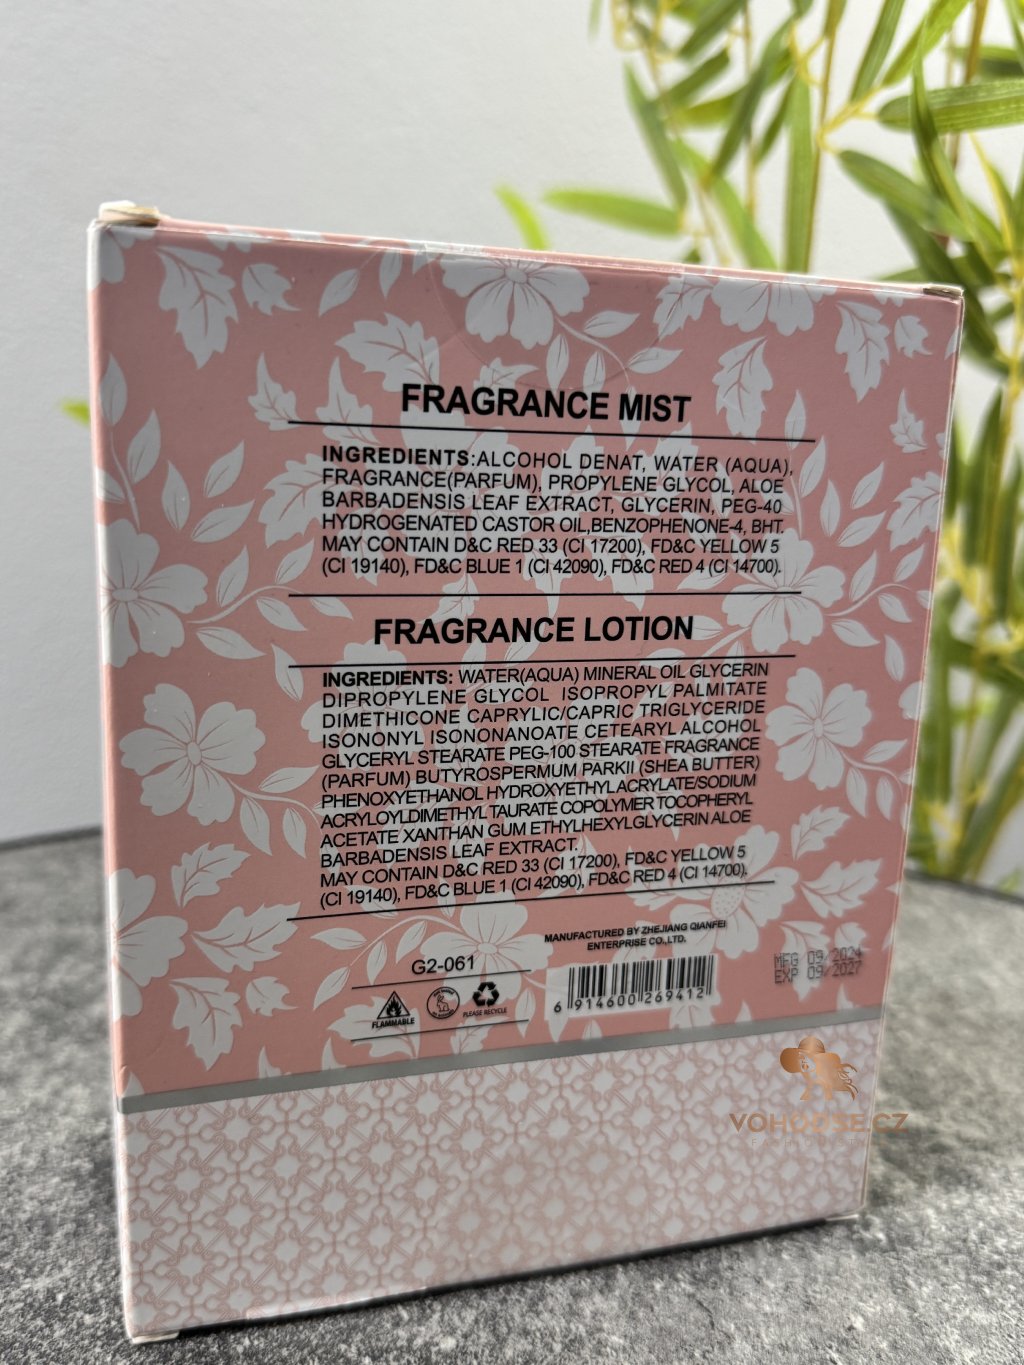 FRAGRANCE MIST
INGREDIENTS:ALCOHOL DENAT, WATER (AQUA),
FRAGRANCE(PARFUM), PROPYLENE GLYCOL, ALOE
BARBADENSIS LEAF EXTRACT, GLYCERIN, PEG-40
HYDROGENATED CASTOR OIL,BENZOPHENONE-4, BHT.
MAY CONTAIN D&C RED 33 (CI 17200), FD&C YELLOW 5
(CI 19140), FD&C BLUE 1 (CI 42090), FD&C RED 4 (CI 14700).
FRAGRANCE LOTION
INGREDIENTS: WATER(AQUA) MINERAL OIL GLYCERIN
DIPROPYLENE GLYCOL ISOPROPYL PALMITATE
DIMETHICONE CAPRYLIC/CAPRIC TRIGLYCERIDE
ISONONYL ISONONANOATE CETEARYL ALCOHOL
GLYCERYL STEARATE PEG-100 STEARATE FRAGRANCE
(PARFUM) BUTYROSPERMUM PARKII (SHEA BUTTER)
PHENOXYETHANOL HYDROXYETHYL ACRYLATE/SODIUM
ACRYLOYLDIMETHYL TAURATE COPOLYMER TOCOPHERYL
ACETATE XANTHAN GUM ETHYLHEXYLGLYCERIN ALOE
BARBADENSIS LEAF EXTRACT.
MAY CONTAIN D&C RED 33 (CI 17200), FD&C YELLOW 5
(CI 19140), FD&C BLUE 1 (CI 42090), FD&C RED 4 (CI 14700).
MANUFACTURED BY ZHEJIANG QIANFEI
ENTERPRISE CO.,LTD.
G2-061
FLAMMABLE
PLEASE RECYCLE
6 914600 269412
MFG 09/2024
EXP 09/2027
VOHOOSE.CZ